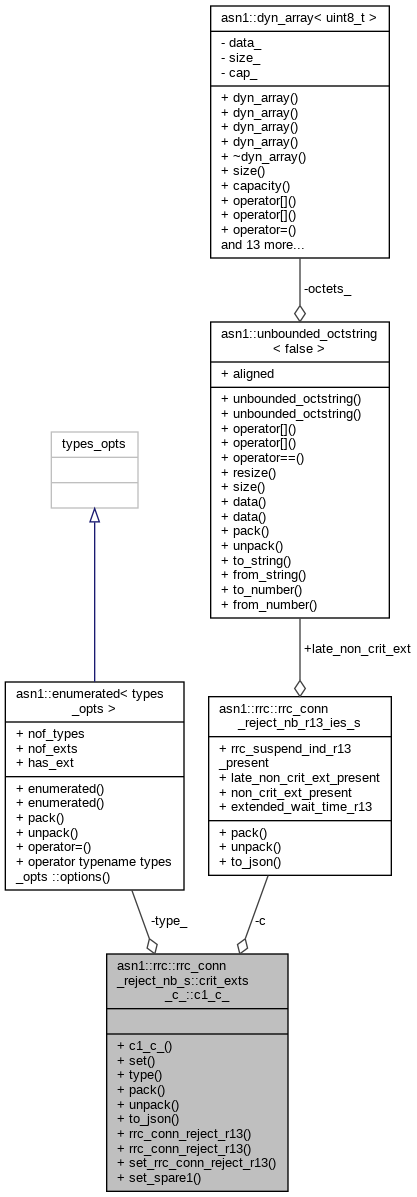 asn1::dyn_array< uint8_t >
- data_
- size_
- cap_
+ dyn_array()
+ dyn_array()
+ dyn_array()
+ dyn_array()
+ ~dyn_array()
+ size()
+ capacity()
+ operator[]()
+ operator[]()
+ operator=()
and 13 more...
-octets_
asn1::unbounded_octstring
< false >
+ aligned
+ unbounded_octstring()
+ unbounded_octstring()
+ operator[]()
+ operator[]()
+ operator==()
+ resize()
+ size()
+ data()
+ data()
+ pack()
+ unpack()
+ to_string()
+ from_string()
+ to_number()
+ from_number()
types_opts
+late_non_crit_ext
asn1::enumerated< types
_opts >
+ nof_types
+ nof_exts
+ has_ext
+ enumerated()
+ enumerated()
+ pack()
+ unpack()
+ operator=()
+ operator typename types
_opts ::options()
asn1::rrc::rrc_conn
_reject_nb_r13_ies_s
+ rrc_suspend_ind_r13
_present
+ late_non_crit_ext_present
+ non_crit_ext_present
+ extended_wait_time_r13
+ pack()
+ unpack()
+ to_json()
-type_
-c
asn1::rrc::rrc_conn
_reject_nb_s::crit_exts
_c_::c1_c_
+ c1_c_()
+ set()
+ type()
+ pack()
+ unpack()
+ to_json()
+ rrc_conn_reject_r13()
+ rrc_conn_reject_r13()
+ set_rrc_conn_reject_r13()
+ set_spare1()